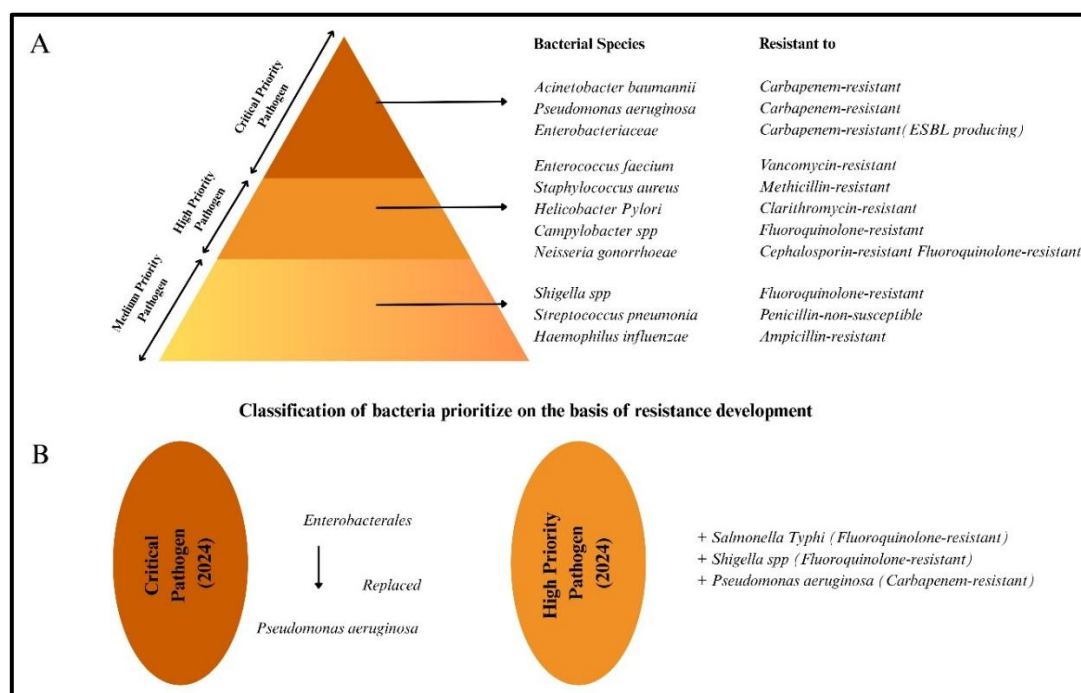 A
Bacterial Species Resistant to
Critical Priority
Pathogen
Acinetobacter baumannii Carbapenem-resistant
Pseudomonas aeruginosa Carbapenem-resistant
Enterobacteriaceae Carbapenem-resistant( ESBL producing)
High Priority
Pathogen
Enterococcus faecium Vancomycin-resistant
Staphylococcus aureus Methicillin-resistant
Helicobacter Pylori Clarithromycin-resistant
Campylobacter spp Fluoroquinolone-resistant
Neisseria gonorrhoeae Cephalosporin-resistant Fluoroquinolone-resistant
Medium Priority
Pathogen
Shigella spp Fluoroquinolone-resistant
Streptococcus pneumonia Penicillin-non-susceptible
Haemophilus influenzae Ampicillin-resistant
Classification of bacteria prioritize on the basis of resistance development
B
Critical
Pathogen
(2024)
Enterobacterales
Replaced
Pseudomonas aeruginosa
High Priority
Pathogen
(2024)
+ Salmonella Typhi (Fluoroquinolone-resistant)
+ Shigella spp (Fluoroquinolone-resistant)
+ Pseudomonas aeruginosa (Carbapenem-resistant)